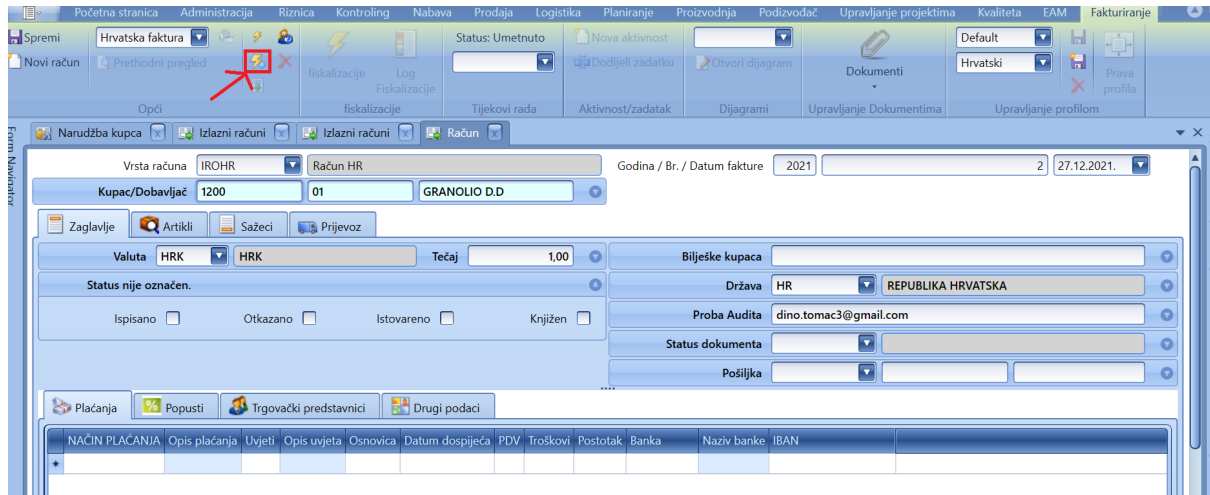 Početna stranica Administracija Riznica Kontroling Nabava Prodaja Logistika Planiranje Proizvodnja Podizvođač Upravljanje projektima Kvaliteta EAM Fakturiranje
Spremi Hrvatska faktura Status: Umetnuto Nova aktivnost Default
Novi račun Prethodni pregled fiskalizacije Log Fiskalizacije Dodijeli zadatku Otvori dijagram Dokumenti Hrvatski Prava profila
Opći fiskalizacije Tijekovi rada Aktivnost/zadatak Dijagrami Upravljanje Dokumentima Upravljanje profilom
Form Navigator
Narudžba kupca Izlazni računi Izlazni računi Račun
Vrsta računa IROHR Račun HR Godina / Br. / Datum fakture 2021 2 27.12.2021.
Kupac/Dobavljač 1200 01 GRANOLIO D.D
Zaglavlje Artikli Sažeci Prijevoz
Valuta HRK HRK Tečaj 1,00 Bilješke kupaca
Status nije označen. Država HR REPUBLIKA HRVATSKA
Ispisano Otkazano Istovareno Knjižen Proba Audita dino.tomac3@gmail.com
Status dokumenta
Pošiljka
Plaćanja Popusti Trgovački predstavnici Drugi podaci
NAČIN PLAĆANJA Opis plaćanja Uvjeti Opis uvjeta Osnovica Datum dospijeća PDV Troškovi Postotak Banka Naziv banke IBAN